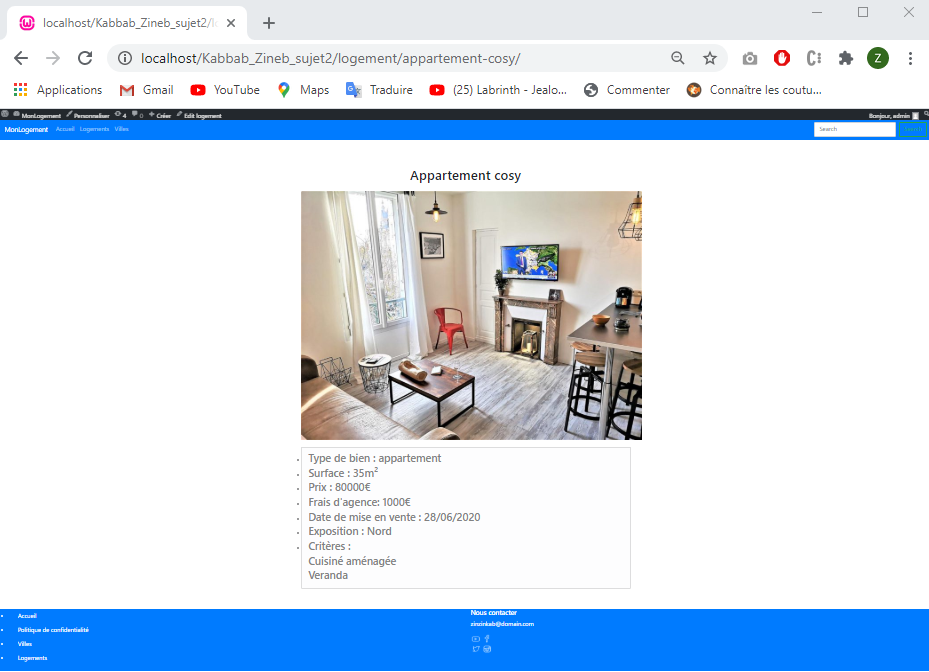 localhost/Kabbab_Zineb_sujet2/lo
localhost/Kabbab_Zineb_sujet2/logement/appartement-cosy/
Z
Applications Gmail YouTube Maps Traduire (25) Labrinth - Jealo... Commenter Connaître les coutu...
MonLogement Personnaliser 4 0 Créer Edit logement Bonjour, admin
MonLogement Accueil Logements Villes Search Search
Appartement cosy
Type de bien : appartement
Surface : 35m²
Prix : 80000€
Frais d'agence: 1000€
Date de mise en vente : 28/06/2020
Exposition : Nord
Critères :
Cuisiné aménagée
Veranda
Accueil
Politique de confidentialité
Villes
Logements
Nous contacter
zinzinkab@domain.com